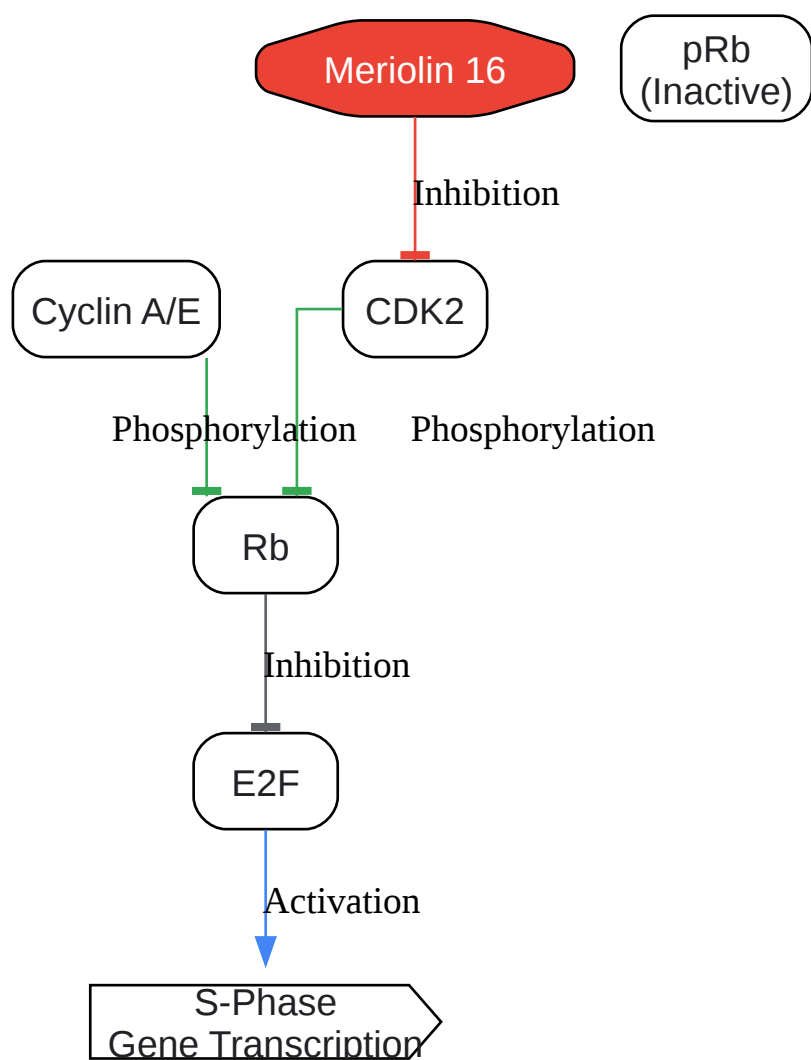 Meriolin 16
pRb
(Inactive)
Inhibition
Cyclin A/E
CDK2
Phosphorylation
Phosphorylation
Rb
Inhibition
E2F
Activation
S-Phase
Gene Transcription